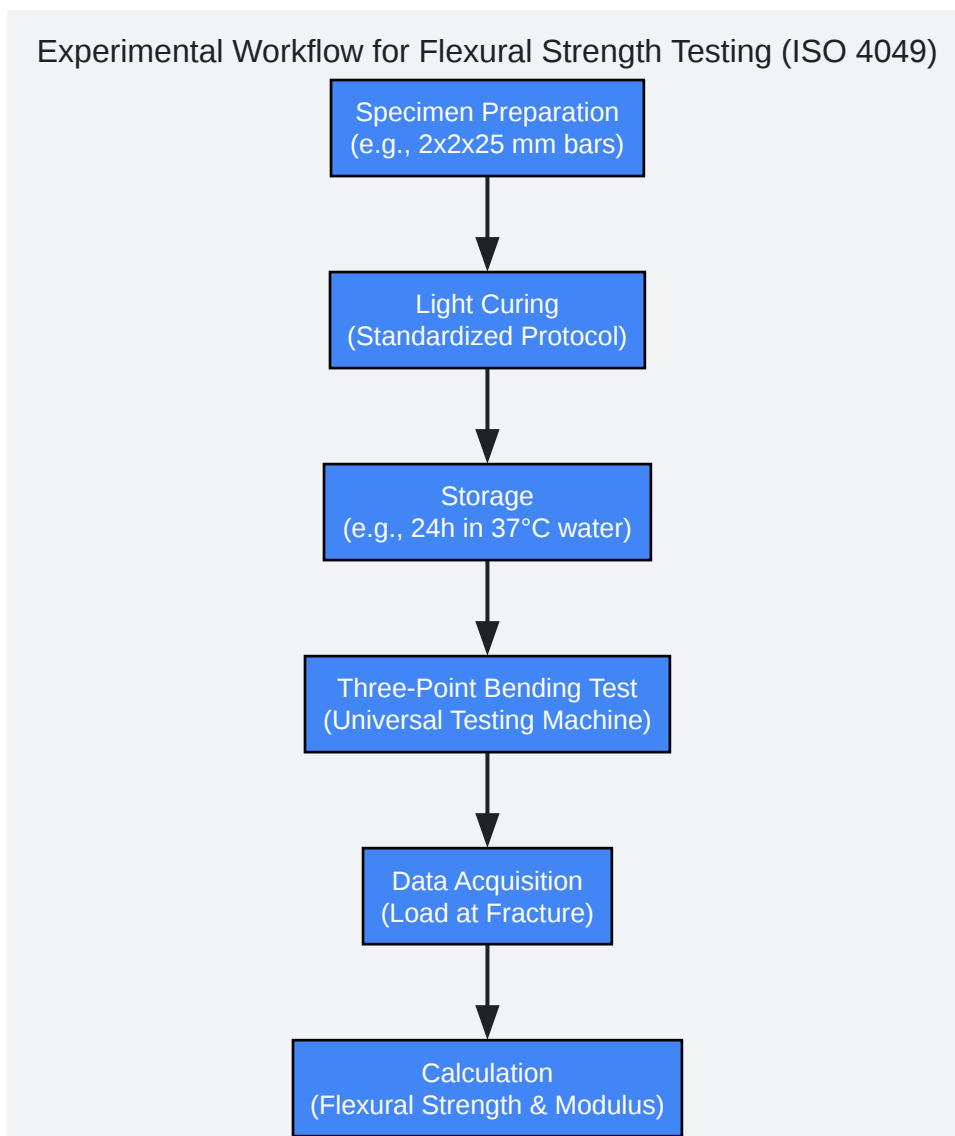 Experimental Workflow for Flexural Strength Testing (ISO 4049)
Specimen Preparation
(e.g., 2x2x25 mm bars)
Light Curing
(Standardized Protocol)
Storage
(e.g., 24h in 37°C water)
Three-Point Bending Test
(Universal Testing Machine)
Data Acquisition
(Load at Fracture)
Calculation
(Flexural Strength & Modulus)